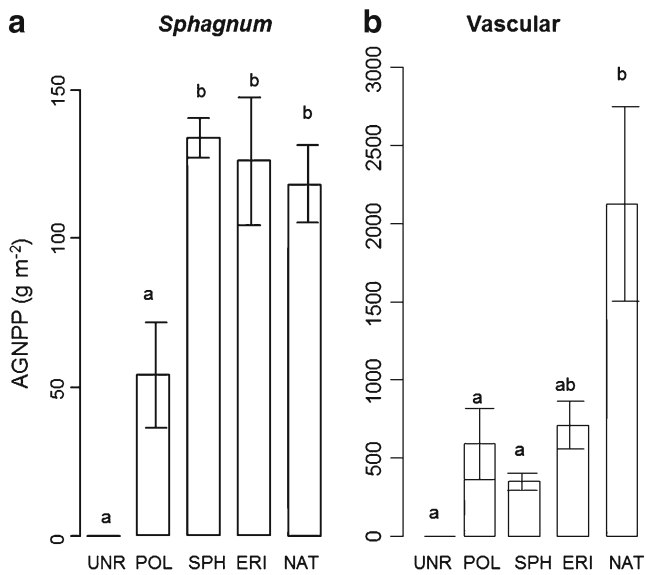 a Sphagnum
b Vascular
AGNPP (g m-2)
150
100
50
0
a
a
b
b
b
UNR POL SPH ERI NAT
3000
2500
2000
1500
1000
500
0
a
a
a
ab
b
UNR POL SPH ERI NAT